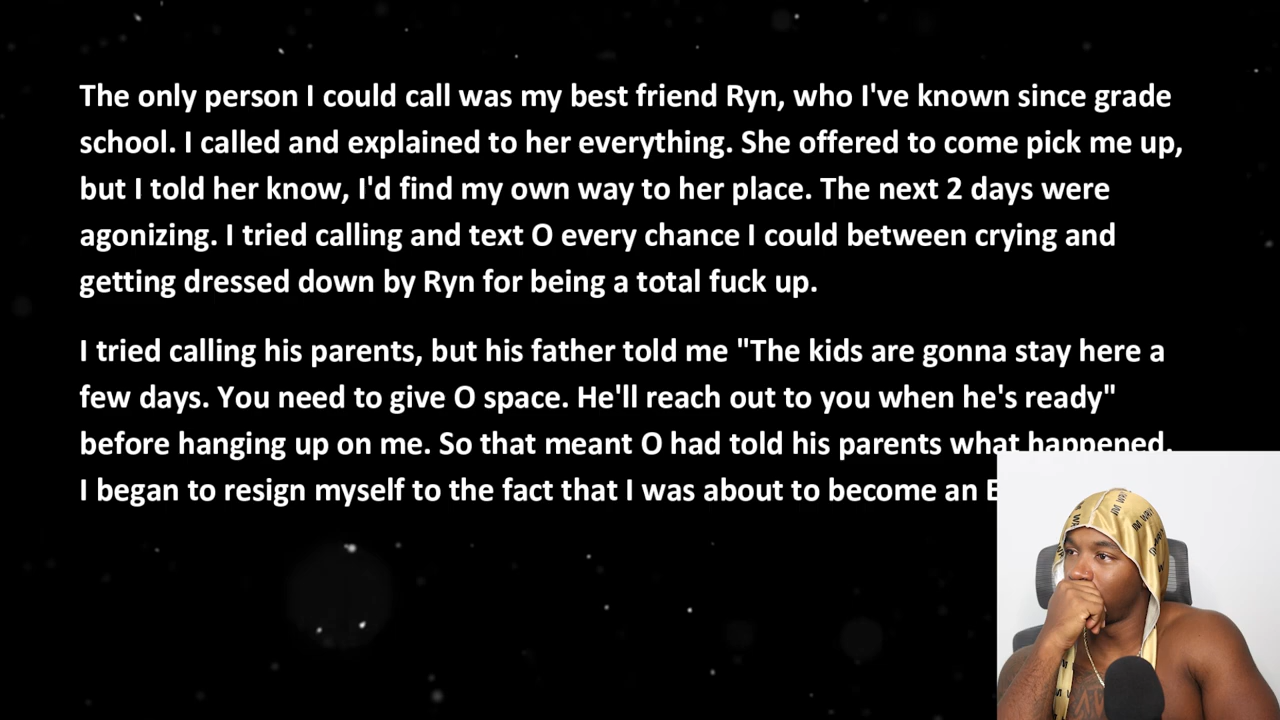 The only person I could call was my best friend Ryn, who I've known since grade
school. I called and explained to her everything. She offered to come pick me up,
but I told her know, I'd find my own way to her place. The next 2 days were
agonizing. I tried calling and text O every chance I could between crying and
getting dressed down by Ryn for being a total fuck up.
I tried calling his parents, but his father told me "The kids are gonna stay here a
few days. You need to give O space. He'll reach out to you when he's ready"
before hanging up on me. So that meant O had told his parents what happened.
I began to resign myself to the fact that I was about to become an